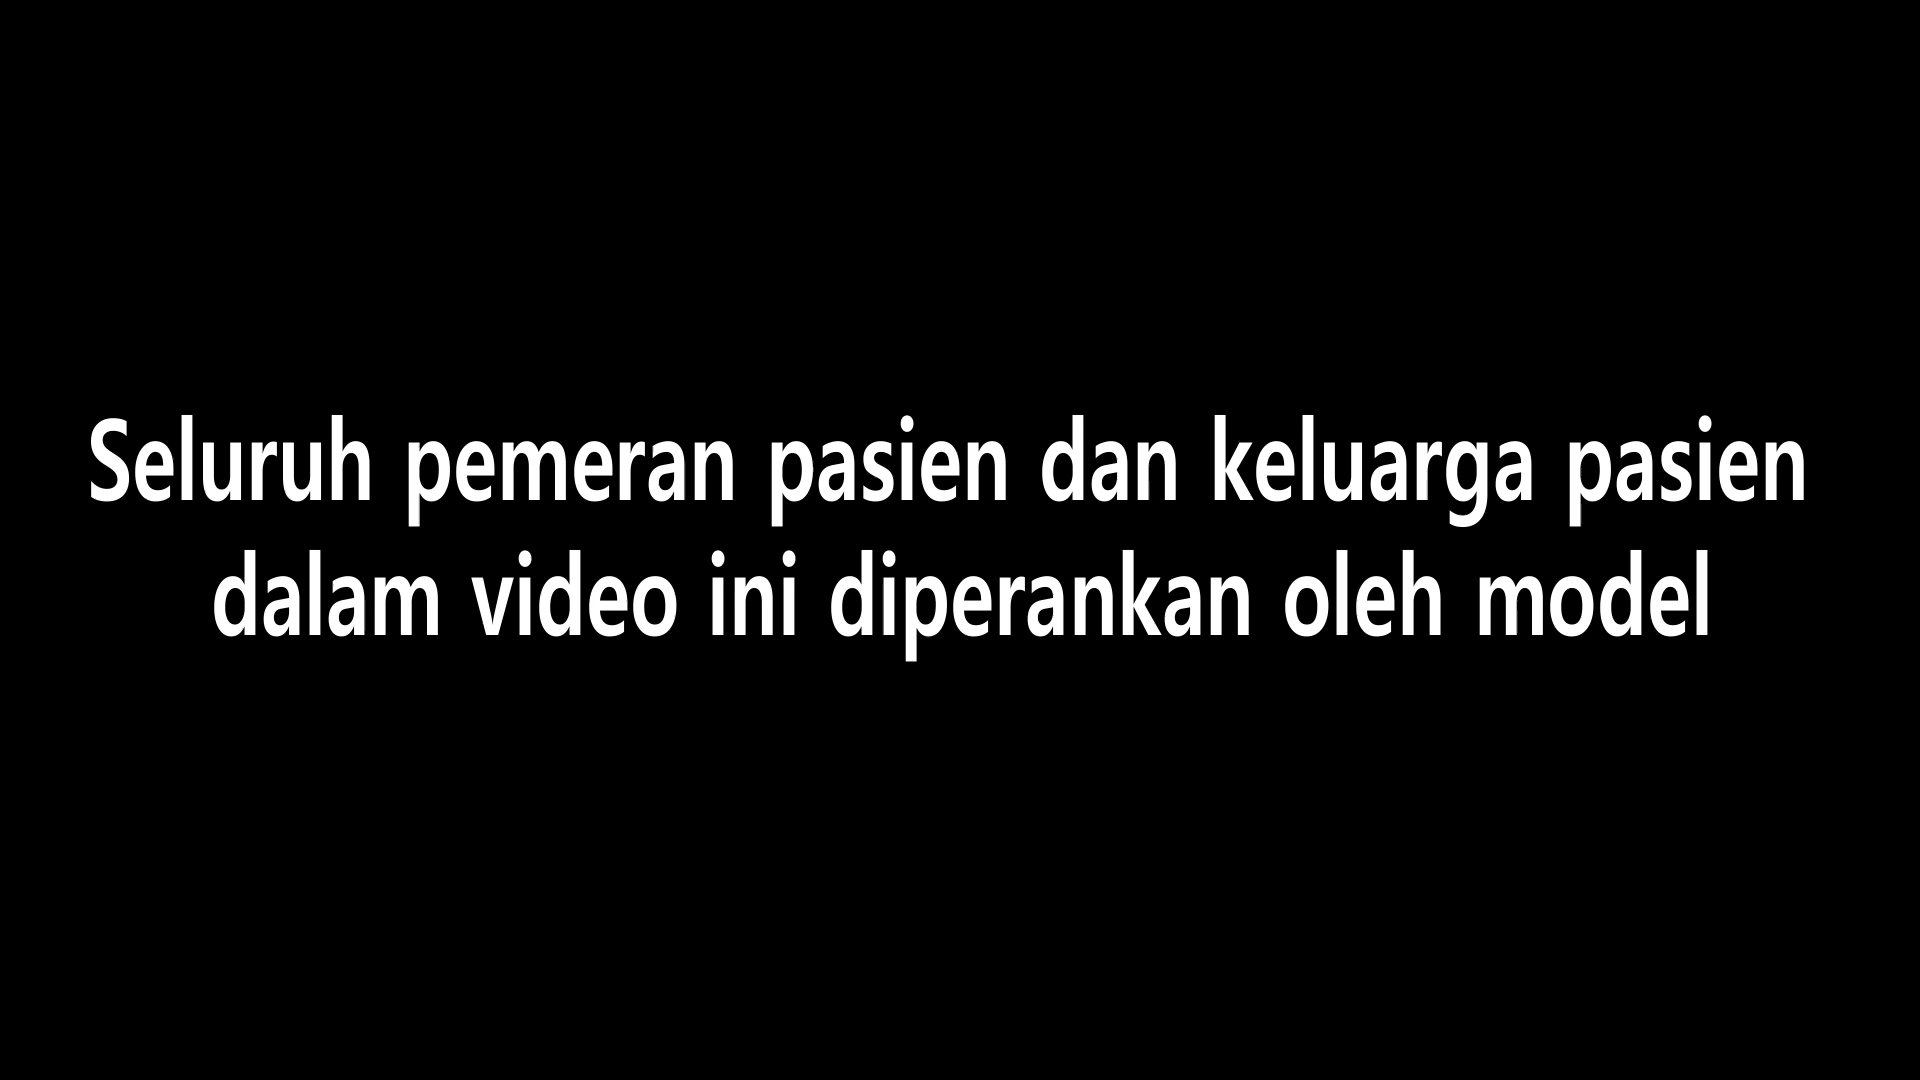 Seluruh pemeran pasien dan keluarga pasien
dalam video ini diperankan oleh model